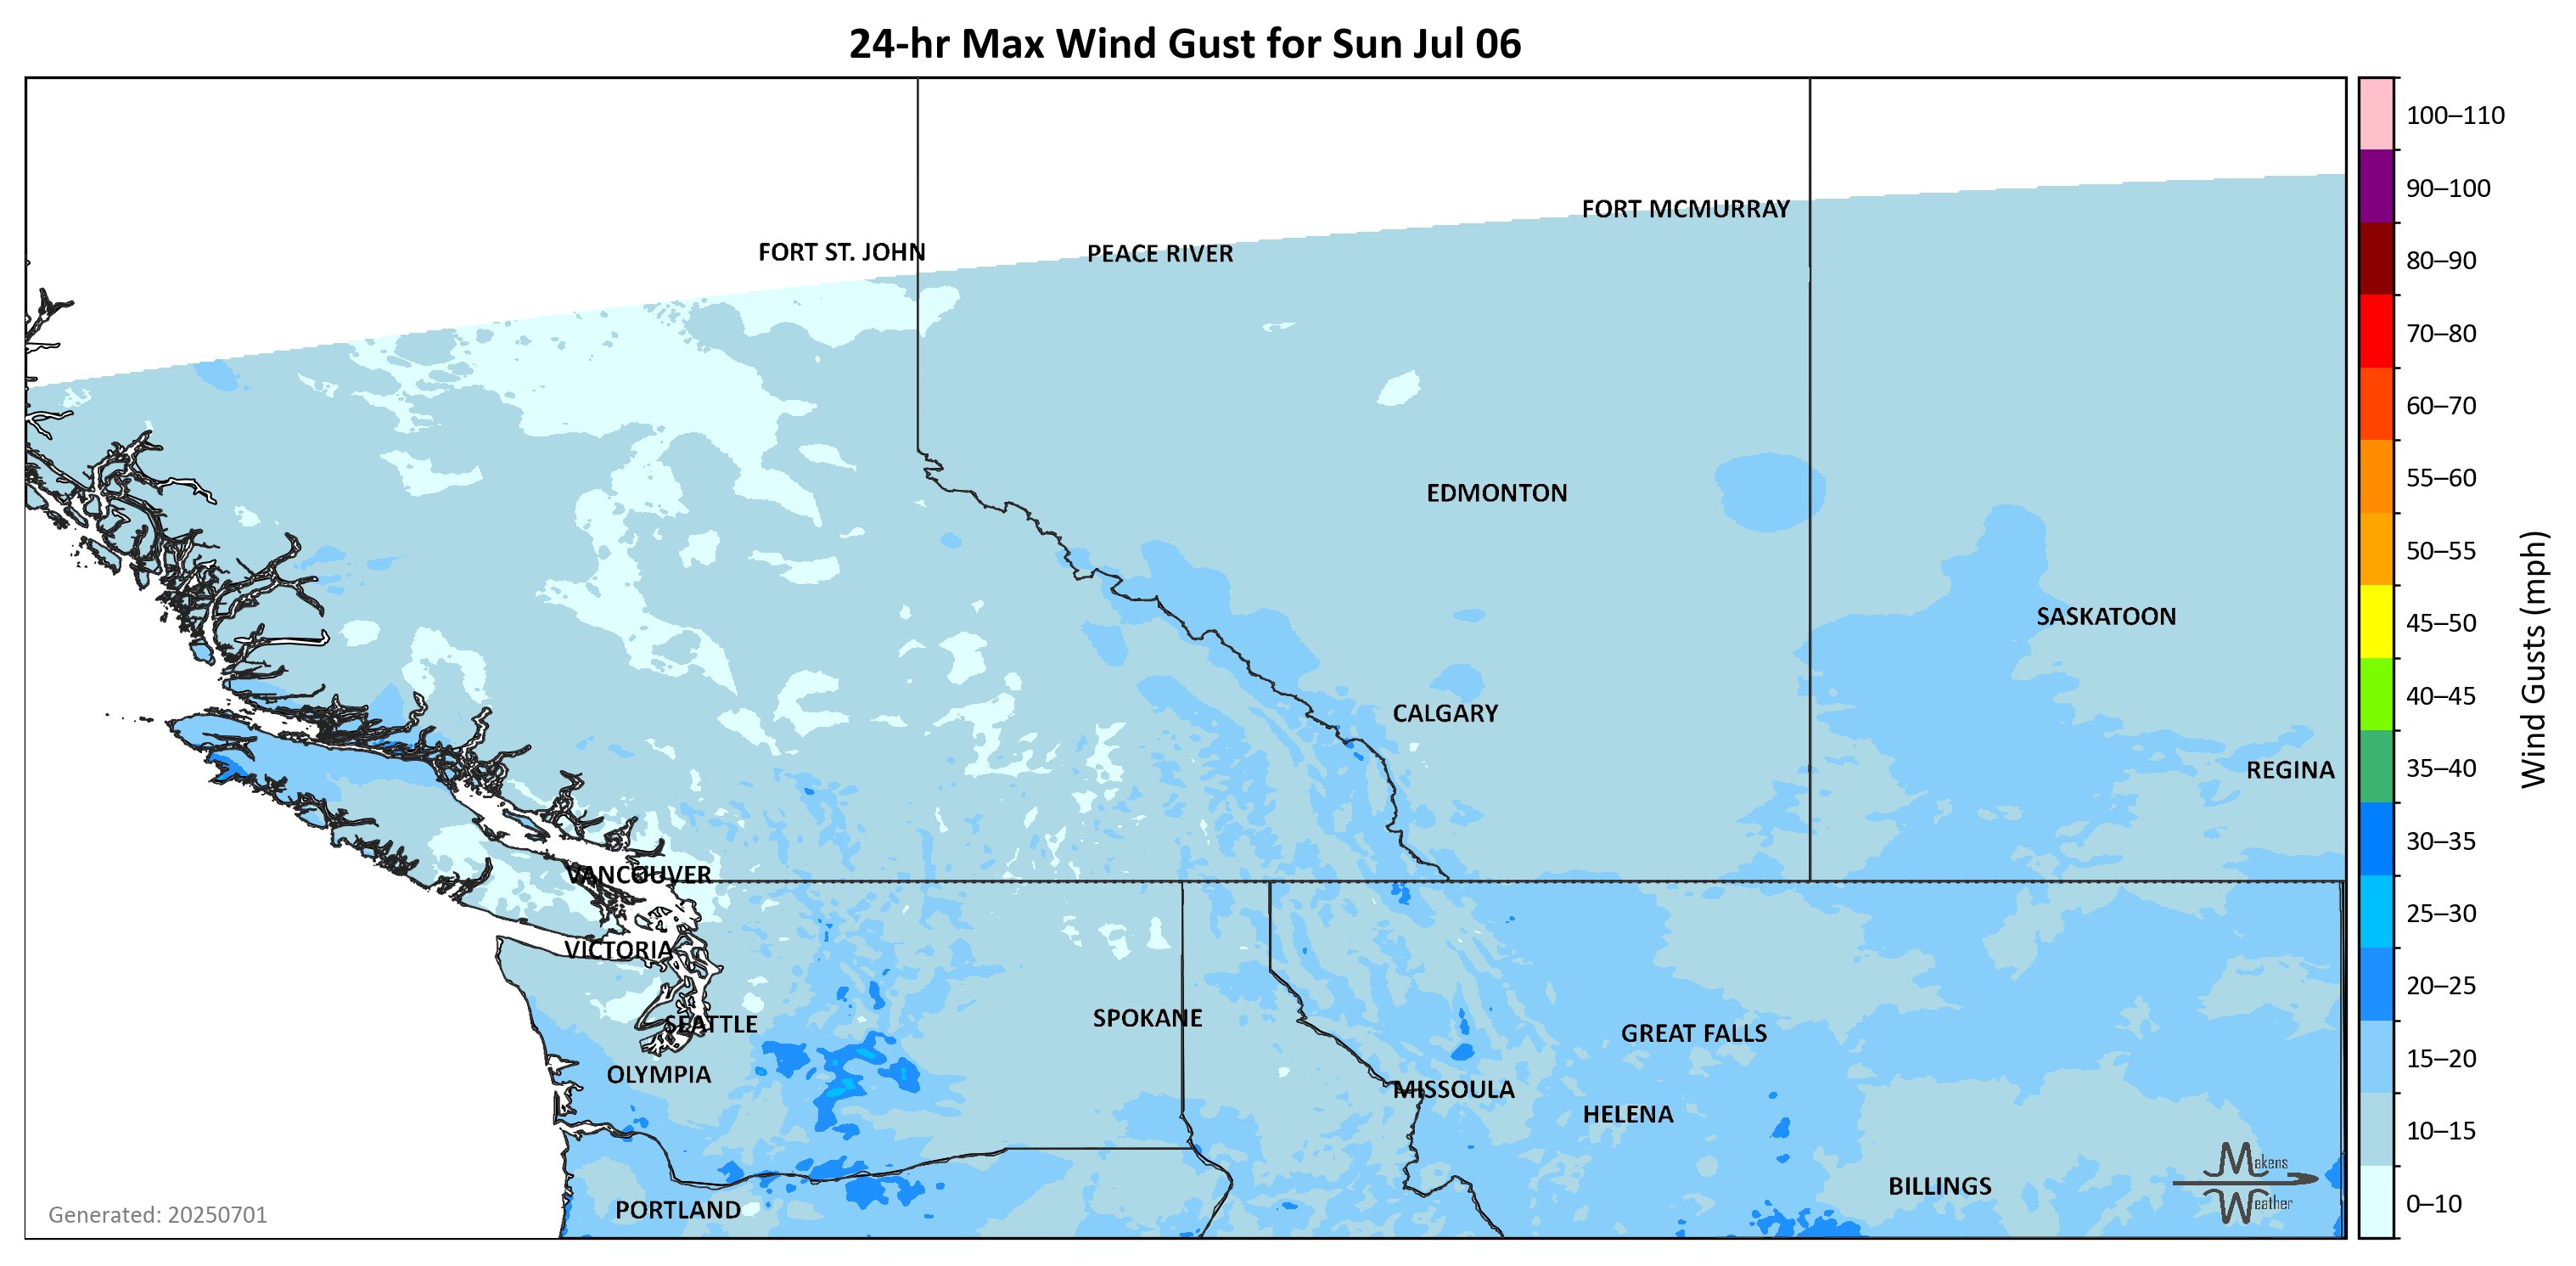 24-hr Max Wind Gust for Sun Jul 06
100–110
90–100
80–90
70–80
60–70
55–60
50–55
45–50
40–45
35–40
30–35
25–30
20–25
15–20
10–15
0–10
Wind Gusts (mph)
FORT MCMURRAY
FORT ST. JOHN
PEACE RIVER
EDMONTON
SASKATOON
CALGARY
REGINA
VANCOUVER
VICTORIA
SPOKANE
SEATTLE
GREAT FALLS
OLYMPIA
MISSOULA
HELENA
BILLINGS
PORTLAND
Makens
Weather
Generated: 20250701